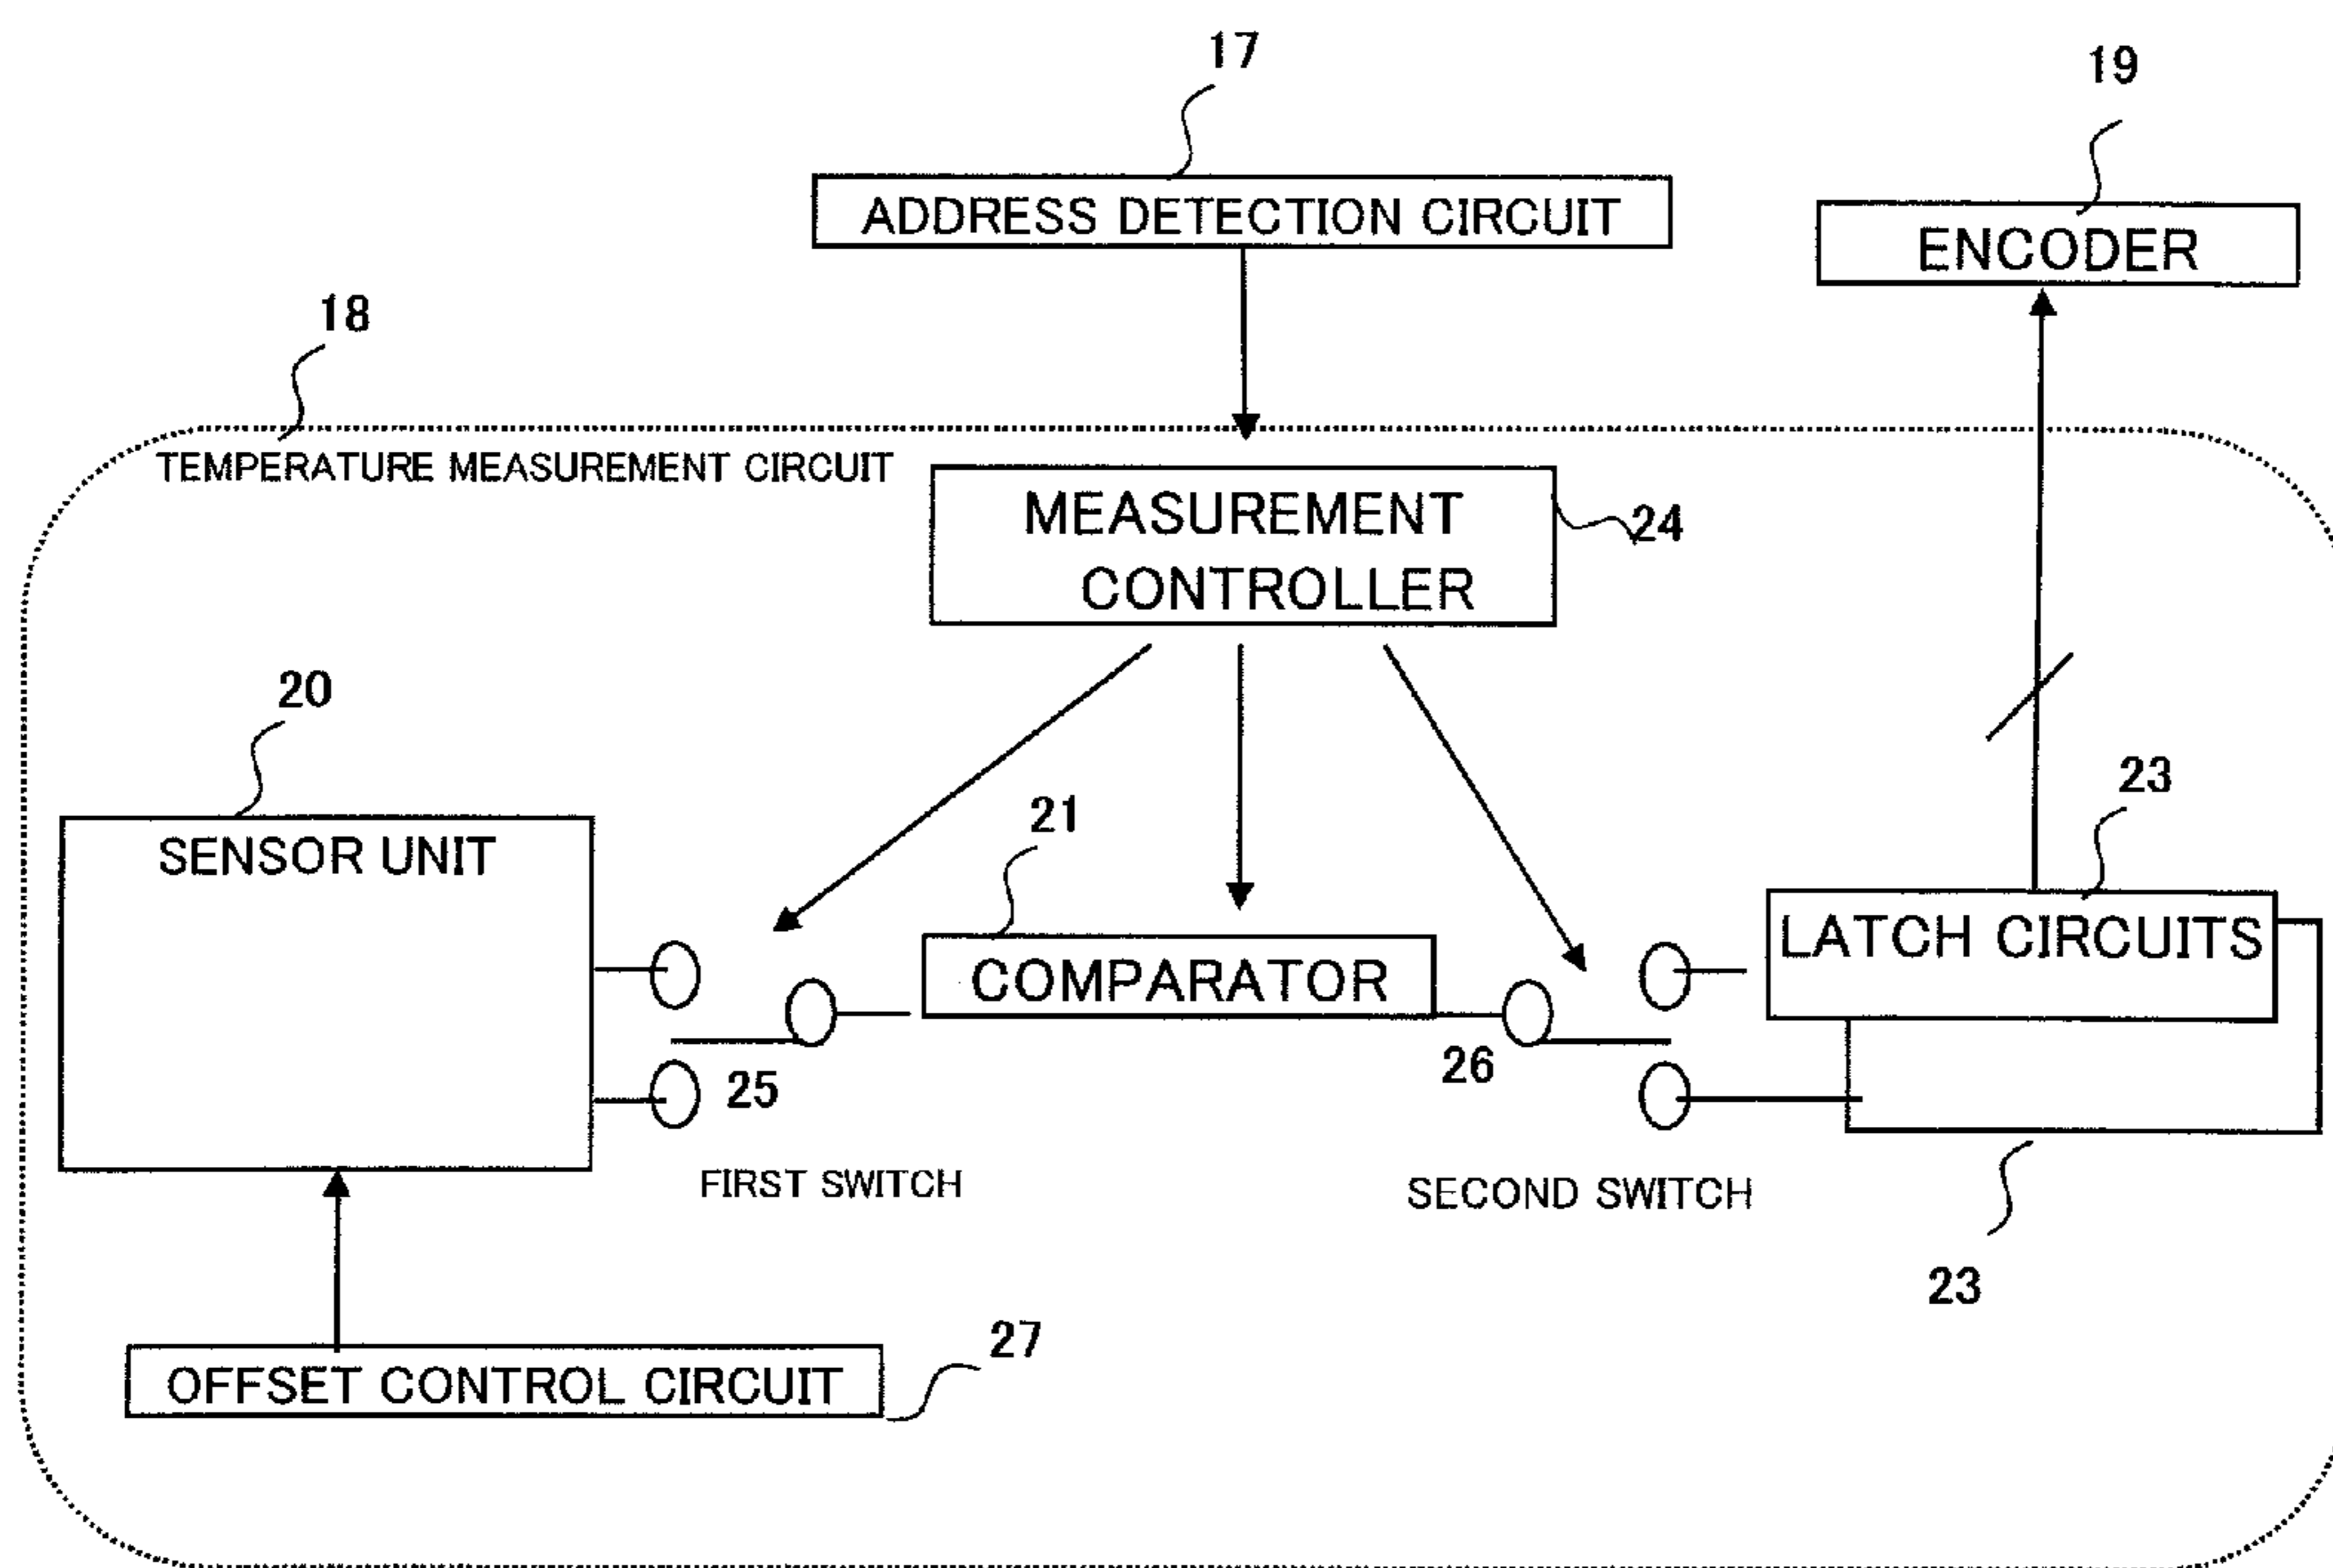 17
19
ADDRESS DETECTION CIRCUIT
ENCODER
18
TEMPERATURE MEASUREMENT CIRCUIT
MEASUREMENT
CONTROLLER
24
20
23
SENSOR UNIT
21
LATCH CIRCUITS
COMPARATOR
25
26
FIRST SWITCH
SECOND SWITCH
23
27
OFFSET CONTROL CIRCUIT